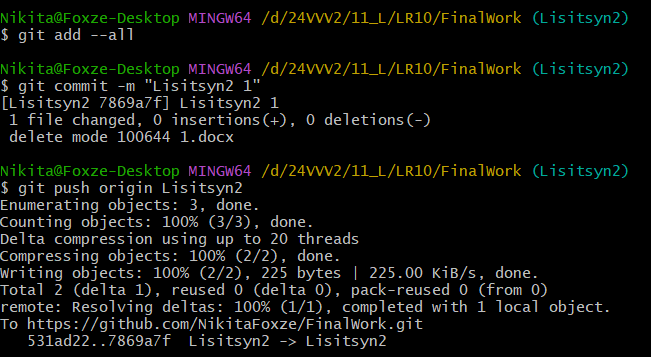 Nikita@Foxze-Desktop MINGW64 /d/24VVV2/11_L/LR10/FinalWork (Lisitsyn2)
$ git add --all
Nikita@Foxze-Desktop MINGW64 /d/24VVV2/11_L/LR10/FinalWork (Lisitsyn2)
$ git commit -m "Lisitsyn2 1"
[Lisitsyn2 7869a7f] Lisitsyn2 1
 1 file changed, 0 insertions(+), 0 deletions(-)
 delete mode 100644 1.docx
Nikita@Foxze-Desktop MINGW64 /d/24VVV2/11_L/LR10/FinalWork (Lisitsyn2)
$ git push origin Lisitsyn2
Enumerating objects: 3, done.
Counting objects: 100% (3/3), done.
Delta compression using up to 20 threads
Compressing objects: 100% (2/2), done.
Writing objects: 100% (2/2), 225 bytes | 225.00 KiB/s, done.
Total 2 (delta 1), reused 0 (delta 0), pack-reused 0 (from 0)
remote: Resolving deltas: 100% (1/1), completed with 1 local object.
To https://github.com/NikitaFoxze/FinalWork.git
   531ad22..7869a7f  Lisitsyn2 -> Lisitsyn2